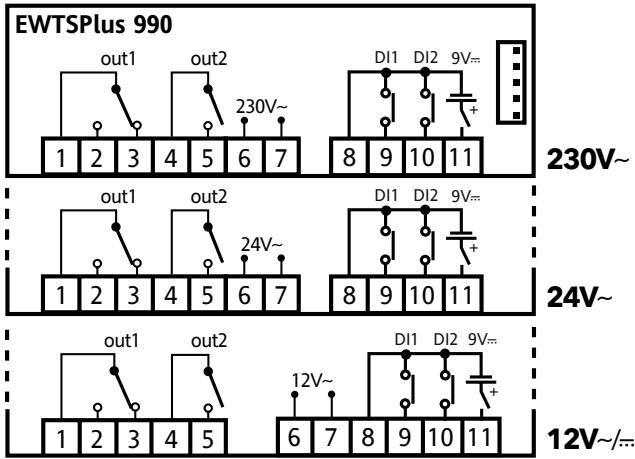 EWTSPlus 990
out1 out2 DI1 DI2 9V⎓
230V~ +
1 2 3 4 5 6 7 8 9 10 11
230V~
out1 out2 DI1 DI2 9V⎓
24V~ +
1 2 3 4 5 6 7 8 9 10 11
24V~
out1 out2 DI1 DI2 9V⎓
12V~ +
1 2 3 4 5 6 7 8 9 10 11
12V~/⎓